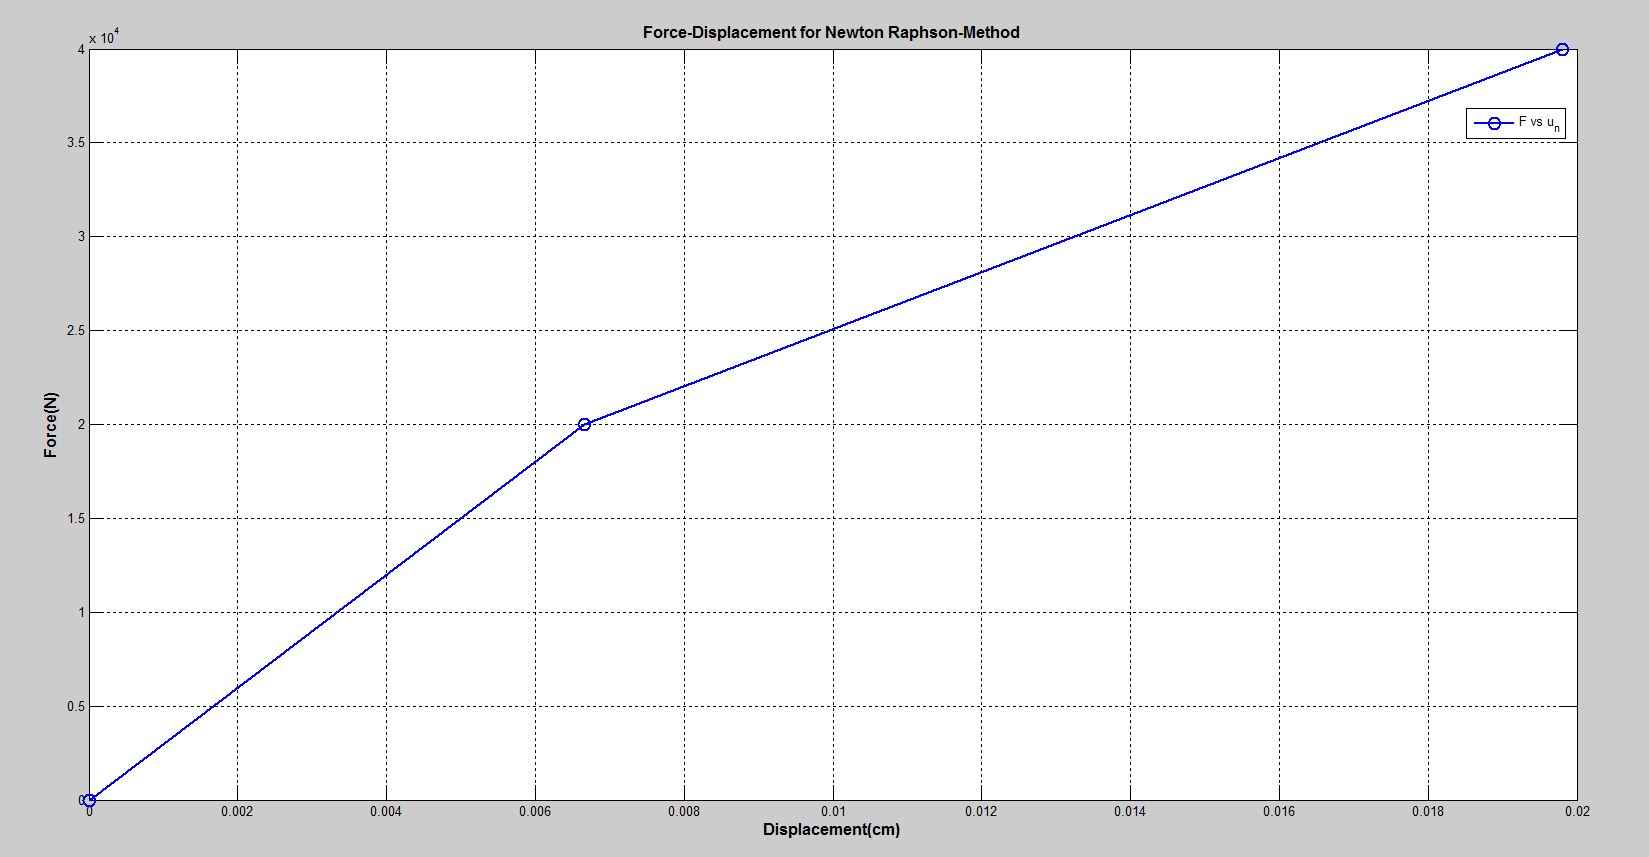 Force-Displacement for Newton Raphson-Method
x 10^4
4
3.5
3
2.5
2
1.5
1
0.5
0
Force(N)
F vs u_n
0 0.002 0.004 0.006 0.008 0.01 0.012 0.014 0.016 0.018 0.02
Displacement(cm)